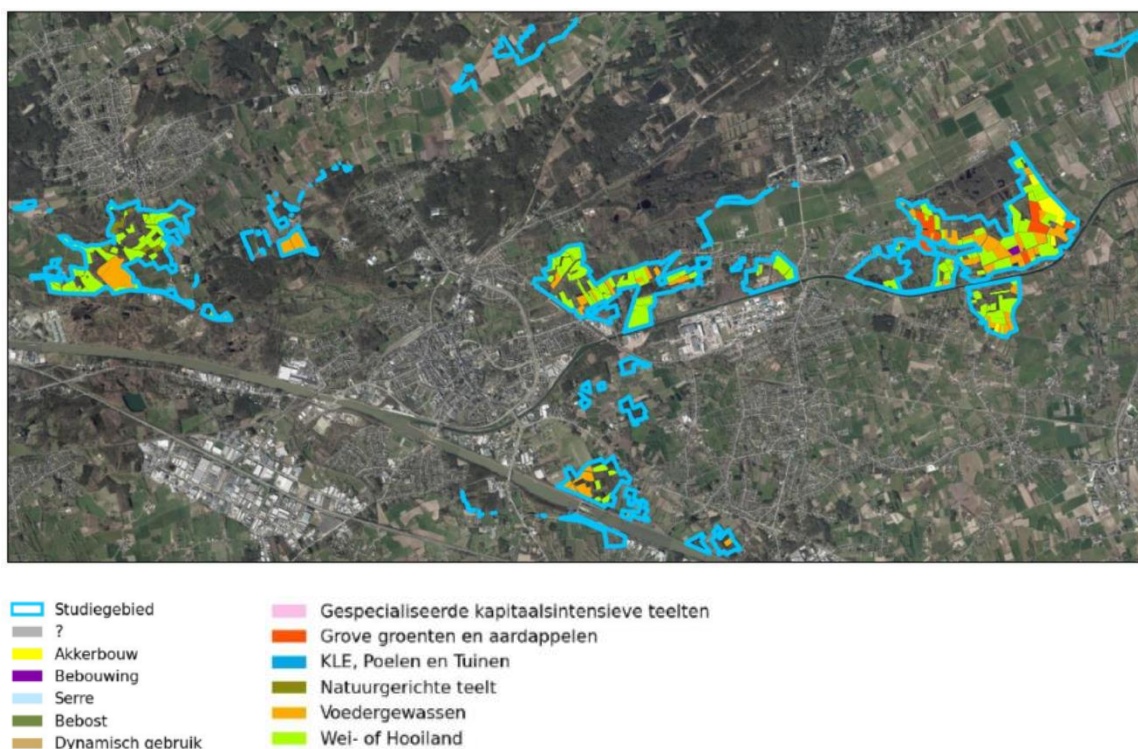 Studiegebied
?
Akkerbouw
Bebouwing
Serre
Bebost
Dynamisch gebruik
Gespecialiseerde kapitaalsintensieve teelten
Grove groenten en aardappelen
KLE, Poelen en Tuinen
Natuurgerichte teelt
Voedergewassen
Wei- of Hooiland